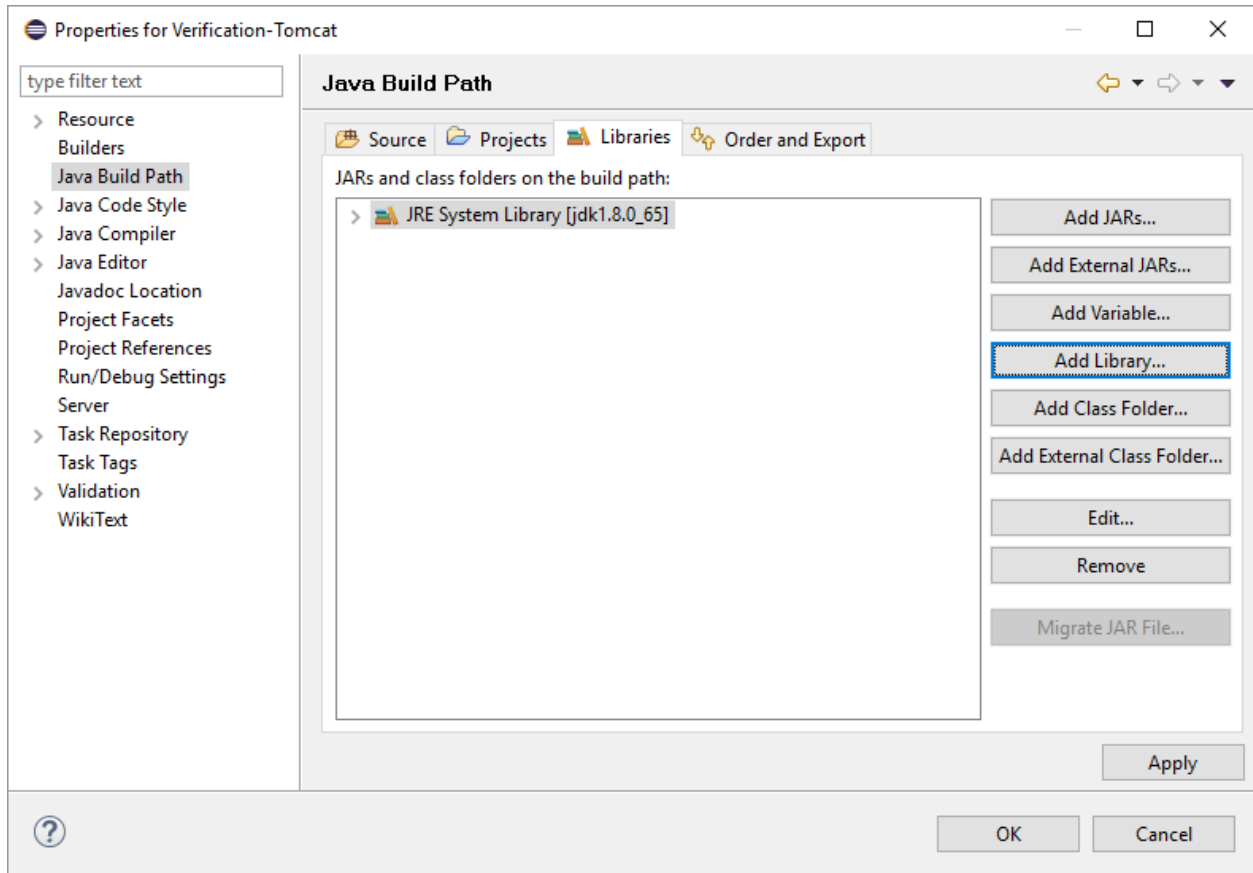 Properties for Verification-Tomcat
type filter text
Resource
Builders
Java Build Path
Java Code Style
Java Compiler
Java Editor
Javadoc Location
Project Facets
Project References
Run/Debug Settings
Server
Task Repository
Task Tags
Validation
WikiText
Java Build Path
Source Projects Libraries Order and Export
JARs and class folders on the build path:
JRE System Library [jdk1.8.0_65]
Add JARs...
Add External JARs...
Add Variable...
Add Library...
Add Class Folder...
Add External Class Folder...
Edit...
Remove
Migrate JAR File...
Apply
?
OK Cancel